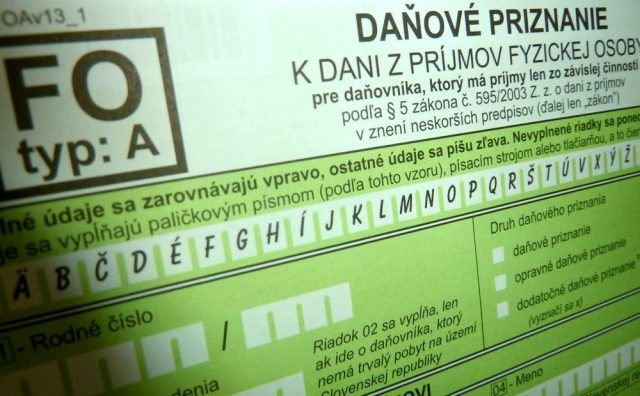 OAv13_1
FO
typ: A
DAŇOVÉ PRIZNANIE
K DANI Z PRÍJMOV FYZICKEJ OSOBY
pre daňovníka, ktorý má príjmy len zo závislej činnosti
podľa § 5 zákona č. 595/2003 Z. z. o dani z príjmov
v znení neskorších predpisov (ďalej len „zákon")
lné údaje sa zarovnávajú vpravo, ostatné údaje sa píšu zľava. Nevyplnené riadky sa pone
je sa vypĺňajú paličkovým písmom (podľa tohto vzoru), písacím strojom alebo tlačiarňou, a to
Ä B Č D É F G H Í J K L M N O P Q R Š T Ú V X Ý Ž
Druh daňového priznania
daňové priznanie
opravné daňové priznanie
dodatočné daňové priznanie
(vyznačí sa x)
- Rodné číslo
/
Riadok 02 sa vypĺňa, len
ak ide o daňovníka, ktorý
nemá trvalý pobyt na území
Slovenskej republiky
denia
04 - Meno